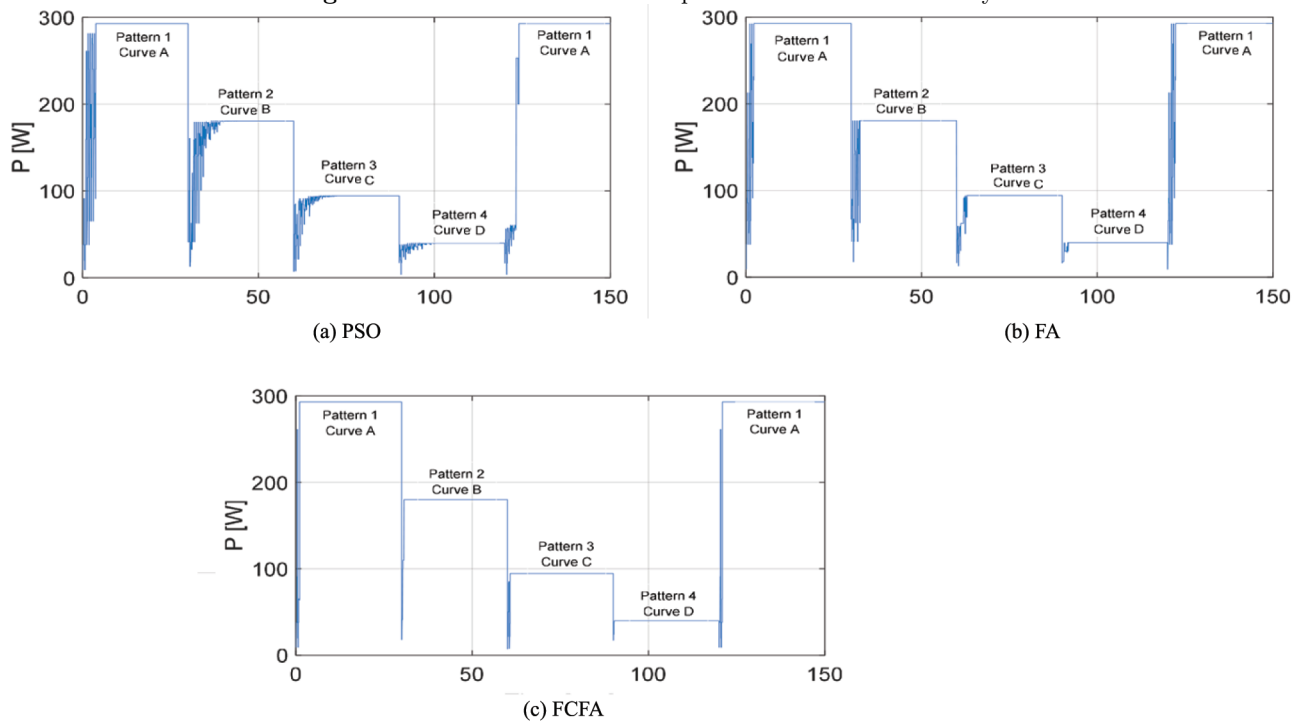 300
200
100
0
P [W]
Pattern 1
Curve A
Pattern 2
Curve B
Pattern 3
Curve C
Pattern 4
Curve D
Pattern 1
Curve A
0
50
100
150
(a) PSO
300
200
100
0
P [W]
Pattern 1
Curve A
Pattern 2
Curve B
Pattern 3
Curve C
Pattern 4
Curve D
Pattern 1
Curve A
0
50
100
150
(b) FA
300
200
100
0
P [W]
Pattern 1
Curve A
Pattern 2
Curve B
Pattern 3
Curve C
Pattern 4
Curve D
Pattern 1
Curve A
0
50
100
150
(c) FCFA